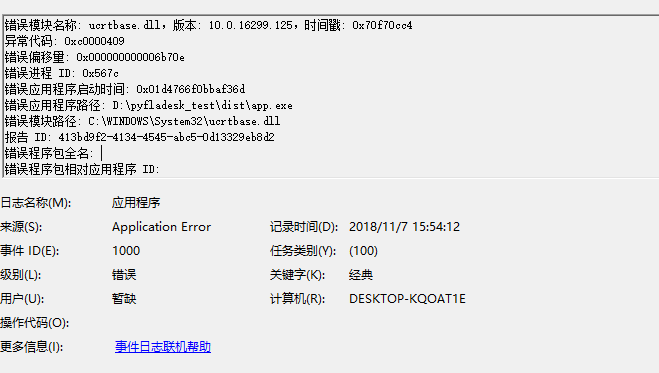 错误模块名称: ucrtbase.dll，版本: 10.0.16299.125，时间戳: 0x70f70cc4
异常代码: 0xc0000409
错误偏移量: 0x000000000006b70e
错误进程 ID: 0x567c
错误应用程序启动时间: 0x01d4766f0bbaf36d
错误应用程序路径: D:\pyfladesk_test\dist\app.exe
错误模块路径: C:\WINDOWS\System32\ucrtbase.dll
报告 ID: 413bd9f2-4134-4545-abc5-0d13329eb8d2
错误程序包全名:
错误程序包相对应用程序 ID:
日志名称(M): 应用程序
来源(S): Application Error 记录时间(D): 2018/11/7 15:54:12
事件 ID(E): 1000 任务类别(Y): (100)
级别(L): 错误 关键字(K): 经典
用户(U): 暂缺 计算机(R): DESKTOP-KQOAT1E
操作代码(O):
更多信息(I): 事件日志联机帮助